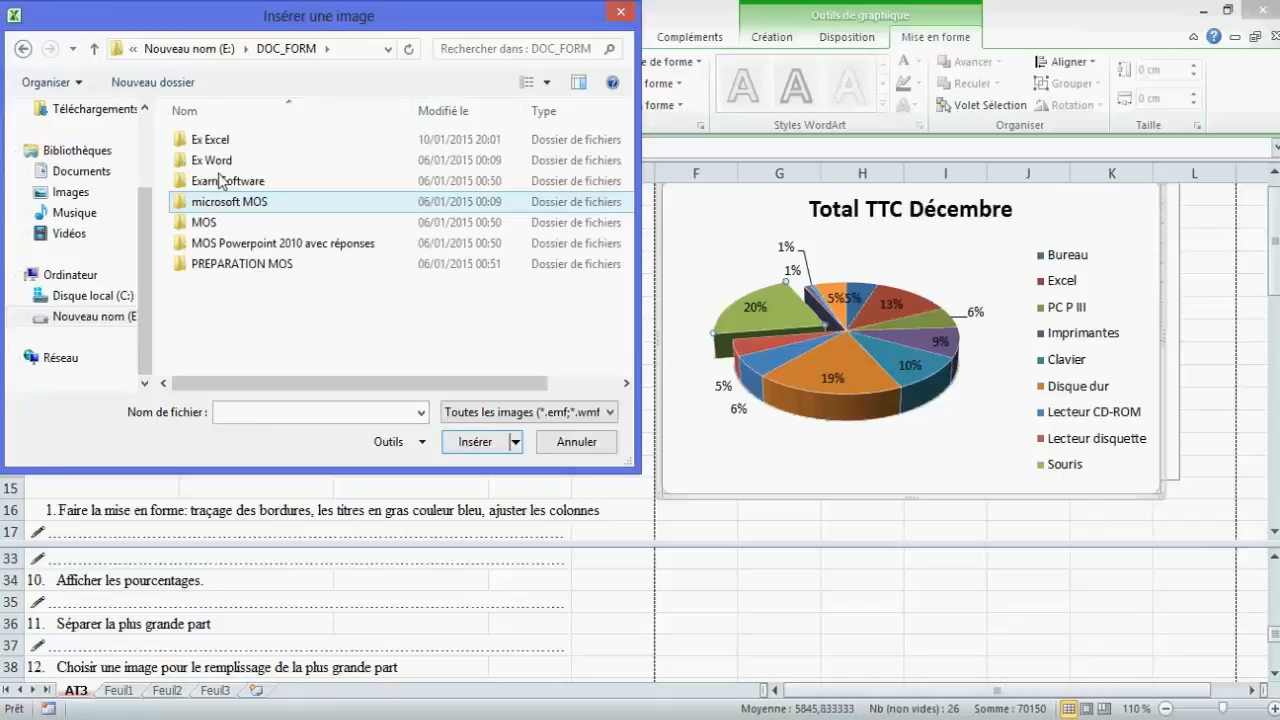 Insérer une image
« Nouveau nom (E:) DOC_FORM
Rechercher dans : DOC_FORM
Organiser
Nouveau dossier
Téléchargements
Bibliothèques
Documents
Images
Musique
Vidéos
Ordinateur
Disque local (C:)
Nouveau nom (E
Réseau
Nom Modifié le Type
Ex Excel 10/01/2015 20:01 Dossier de fichiers
Ex Word 06/01/2015 00:09 Dossier de fichiers
Exam software 06/01/2015 00:50 Dossier de fichiers
microsoft MOS 06/01/2015 00:09 Dossier de fichiers
MOS 06/01/2015 00:50 Dossier de fichiers
MOS Powerpoint 2010 avec réponses 06/01/2015 00:50 Dossier de fichiers
PREPARATION MOS 06/01/2015 00:51 Dossier de fichiers
Nom de fichier :
Toutes les images (*.emf;*.wmf
Outils
Insérer
Annuler
Outils de graphique
Compléments Création Disposition Mise en forme
de forme
forme
forme
A A A
Styles WordArt
Avancer
Reculer
Volet Sélection
Aligner
Grouper
Rotation
Organiser
0 cm
0 cm
Taille
F G H I J K L
Total TTC Décembre
1%
1%
20%
5% 5%
13%
6%
9%
10%
19%
5%
6%
Bureau
Excel
PC P III
Imprimantes
Clavier
Disque dur
Lecteur CD-ROM
Lecteur disquette
Souris
15
16 1. Faire la mise en forme: traçage des bordures, les titres en gras couleur bleu, ajuster les colonnes
17
33
34 10. Afficher les pourcentages.
35
36 11. Séparer la plus grande part
37
38 12. Choisir une image pour le remplissage de la plus grande part
AT3 Feuil1 Feuil2 Feuil3
Prêt
Moyenne : 5845,833333 Nb (non vides) : 26 Somme : 70150 110 %